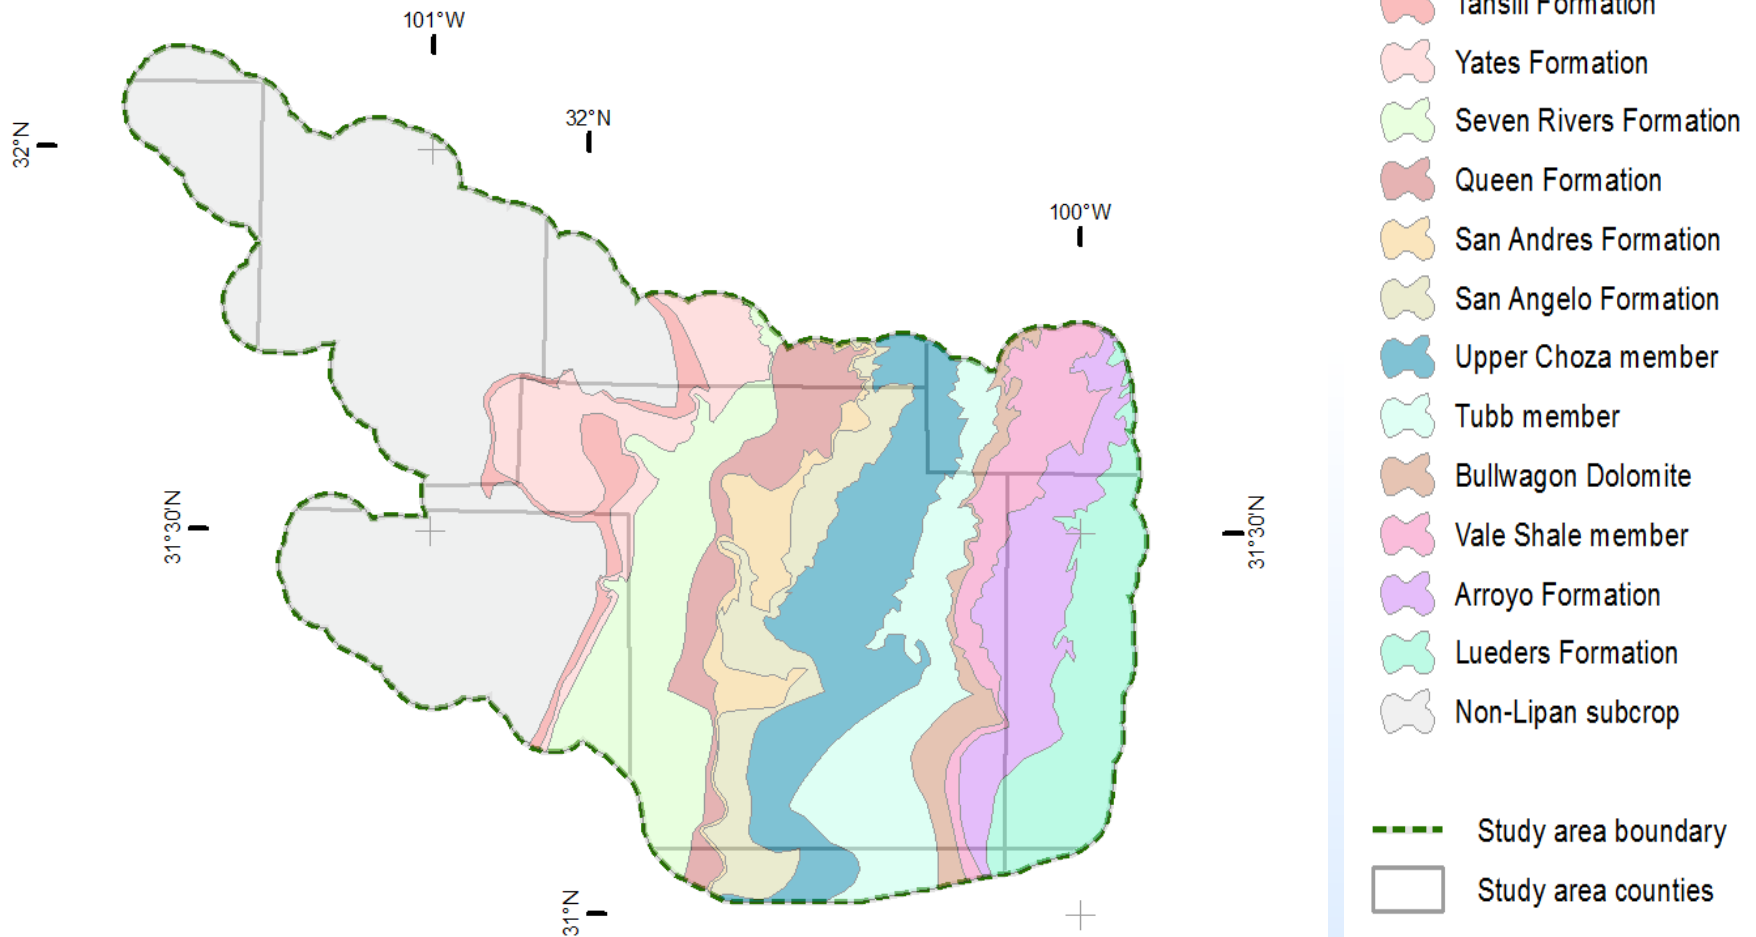 101°W
32°N
32°N
100°W
31°30'N
31°30'N
31°N
Tansill Formation
Yates Formation
Seven Rivers Formation
Queen Formation
San Andres Formation
San Angelo Formation
Upper Choza member
Tubb member
Bullwagon Dolomite
Vale Shale member
Arroyo Formation
Lueders Formation
Non-Lipan subcrop
Study area boundary
Study area counties